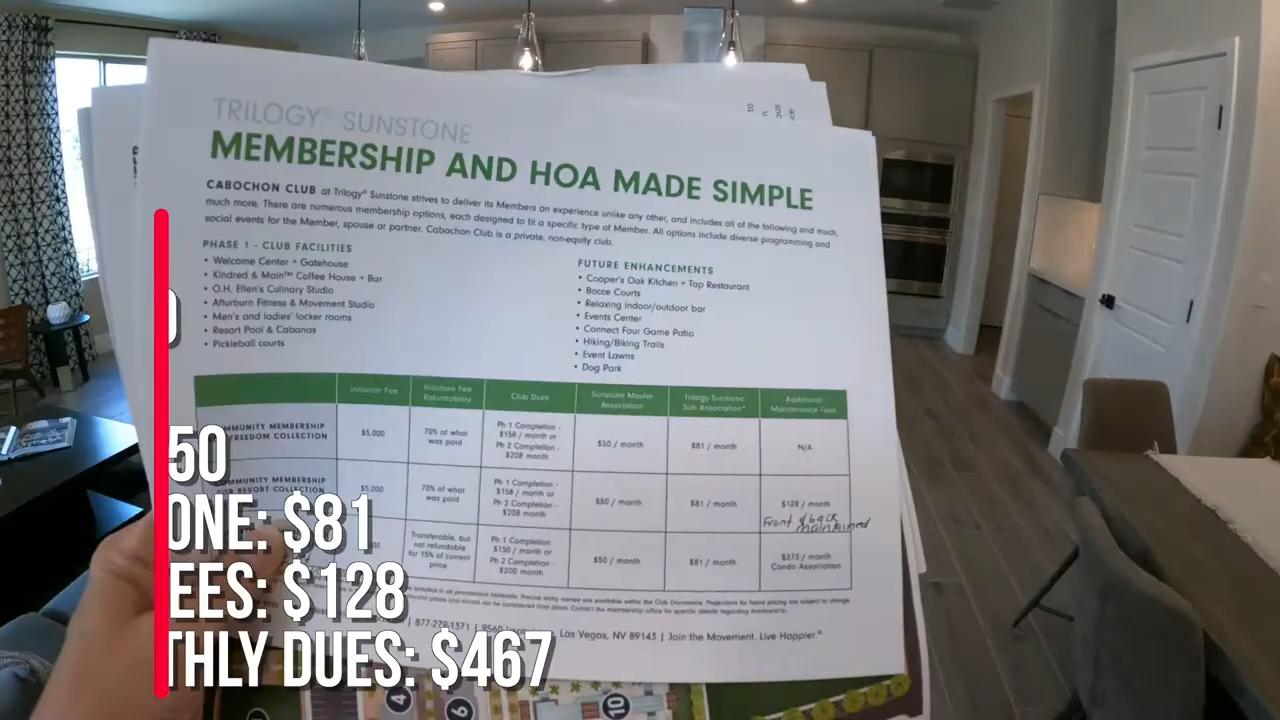 TRILOGY® SUNSTONE
MEMBERSHIP AND HOA MADE SIMPLE
CABOCHON CLUB at Trilogy® Sunstone strives to deliver its Members an experience unlike any other, and includes all of the following and much,
much more. There are numerous membership options, each designed to fit a specific type of Member. All options include diverse programming and
social events for the Member, spouse or partner. Cabochon Club is a private, non-equity club.
PHASE 1 - CLUB FACILITIES
• Welcome Center + Gatehouse
• Kindred & Main™ Coffee House + Bar
• O.H. Ellen's Culinary Studio
• Afturburn Fitness & Movement Studio
• Men's and ladies' locker rooms
• Resort Pool & Cabanas
• Pickleball courts
FUTURE ENHANCEMENTS
• Cooper's Oak Kitchen + Tap Restaurant
• Bocce Courts
• Relaxing indoor/outdoor bar
• Events Center
• Connect Four Game Patio
• Hiking/Biking Trails
• Event Lawns
• Dog Park
Initiation Fee
Initiation Fee Refundability
Club Dues
Sunstone Master Association
Trilogy Sunstone Sub Association*
Additional Maintenance Fees
MMUNITY MEMBERSHIP
FREEDOM COLLECTION
$5,000
70% of what was paid
Ph 1 Completion - $158 / month or Ph 2 Completion - $208 month
$50 / month
$81 / month
N/A
MMUNITY MEMBERSHIP
RESORT COLLECTION
$5,000
70% of what was paid
Ph 1 Completion - $158 / month or Ph 2 Completion - $208 month
$50 / month
$81 / month
$128 / month
Front & back maintained
Transferable, but not refundable for 15% of current price
Ph 1 Completion - $150 / month or Ph 2 Completion - $200 month
$50 / month
$81 / month
$373 / month Condo Association
| 877-279-1371 |
Las Vegas, NV 89143 | Join the Movement. Live Happier.®
50
ONE: $81
EES: $128
THLY DUES: $467
4
6
10